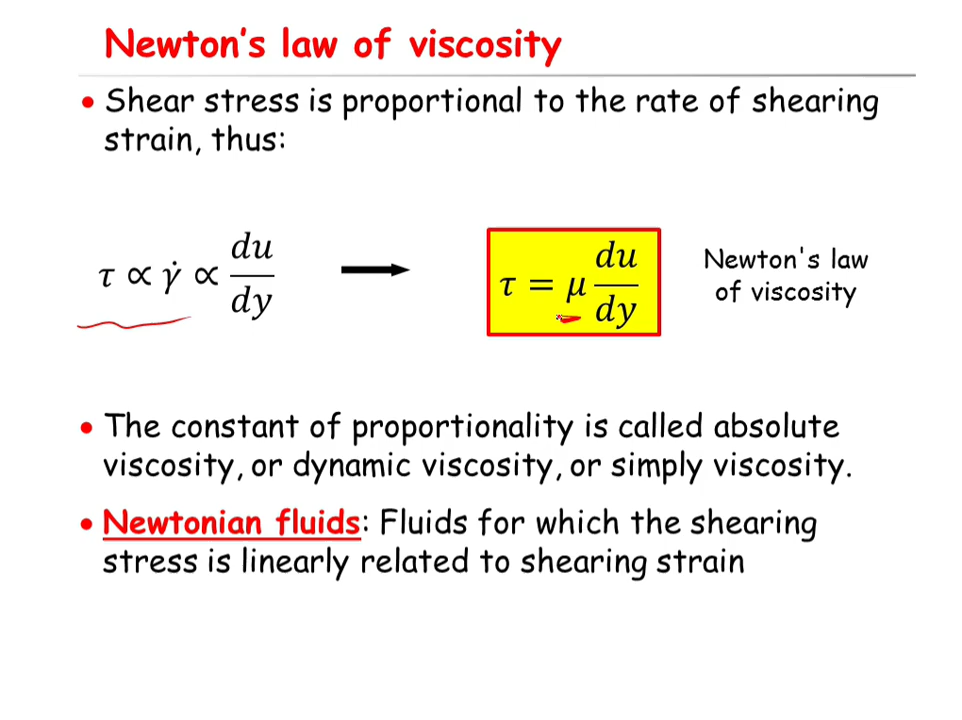 Newton's law of viscosity
• Shear stress is proportional to the rate of shearing
strain, thus:
τ ∝ γ̇ ∝ du/dy
τ = μ du/dy
Newton's law
of viscosity
• The constant of proportionality is called absolute
viscosity, or dynamic viscosity, or simply viscosity.
• Newtonian fluids: Fluids for which the shearing
stress is linearly related to shearing strain